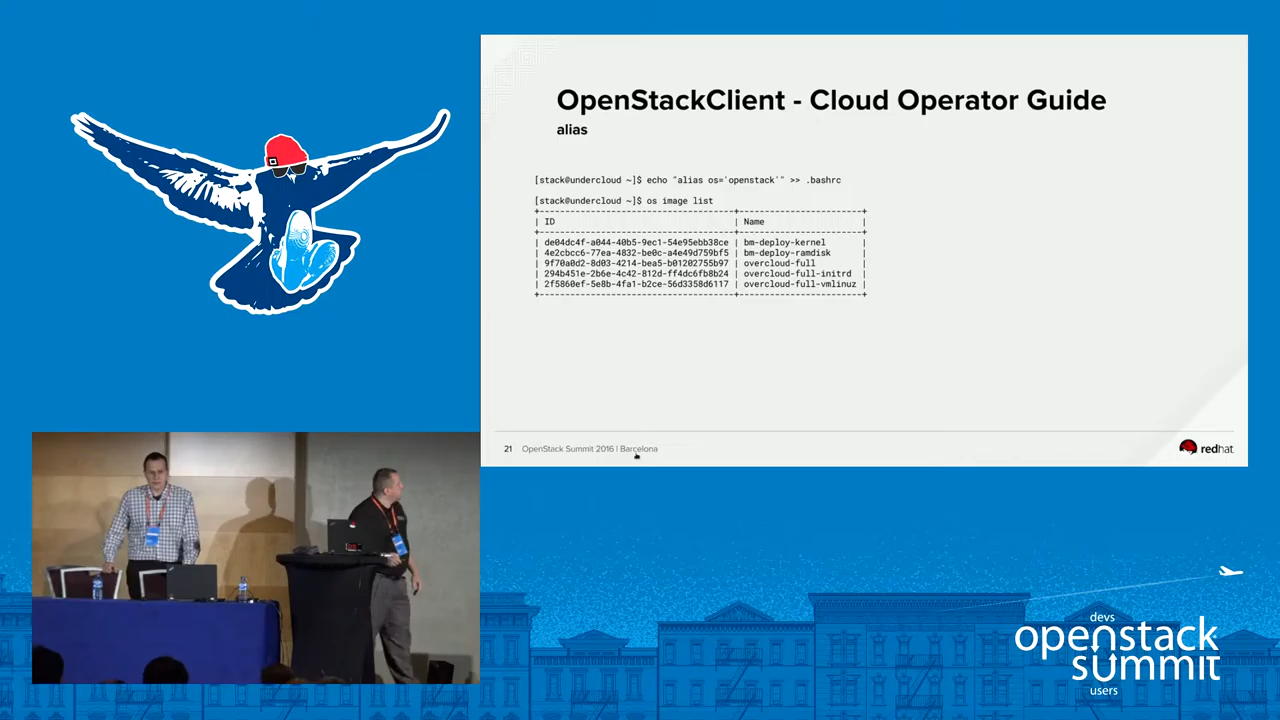 OpenStackClient - Cloud Operator Guide
alias
[stack@undercloud ~]$ echo "alias os='openstack'" >> .bashrc
[stack@undercloud ~]$ os image list
+--------------------------------------+------------------------+
| ID | Name |
+--------------------------------------+------------------------+
| de04dc4f-a044-40b5-9ec1-54e95ebb38ce | bm-deploy-kernel |
| 4e2cbcc6-77ea-4832-be0c-a4e49d759bf5 | bm-deploy-ramdisk |
| 9f70a0d2-8d03-4214-bea5-b01202755b97 | overcloud-full |
| 294b451e-2b6e-4c42-812d-ff4dc6fb8b24 | overcloud-full-initrd |
| 2f5860ef-5e8b-4fa1-b2ce-56d3358d6117 | overcloud-full-vmlinuz |
+--------------------------------------+------------------------+
21 OpenStack Summit 2016 | Barcelona
redhat
devs
openstack
summit
users